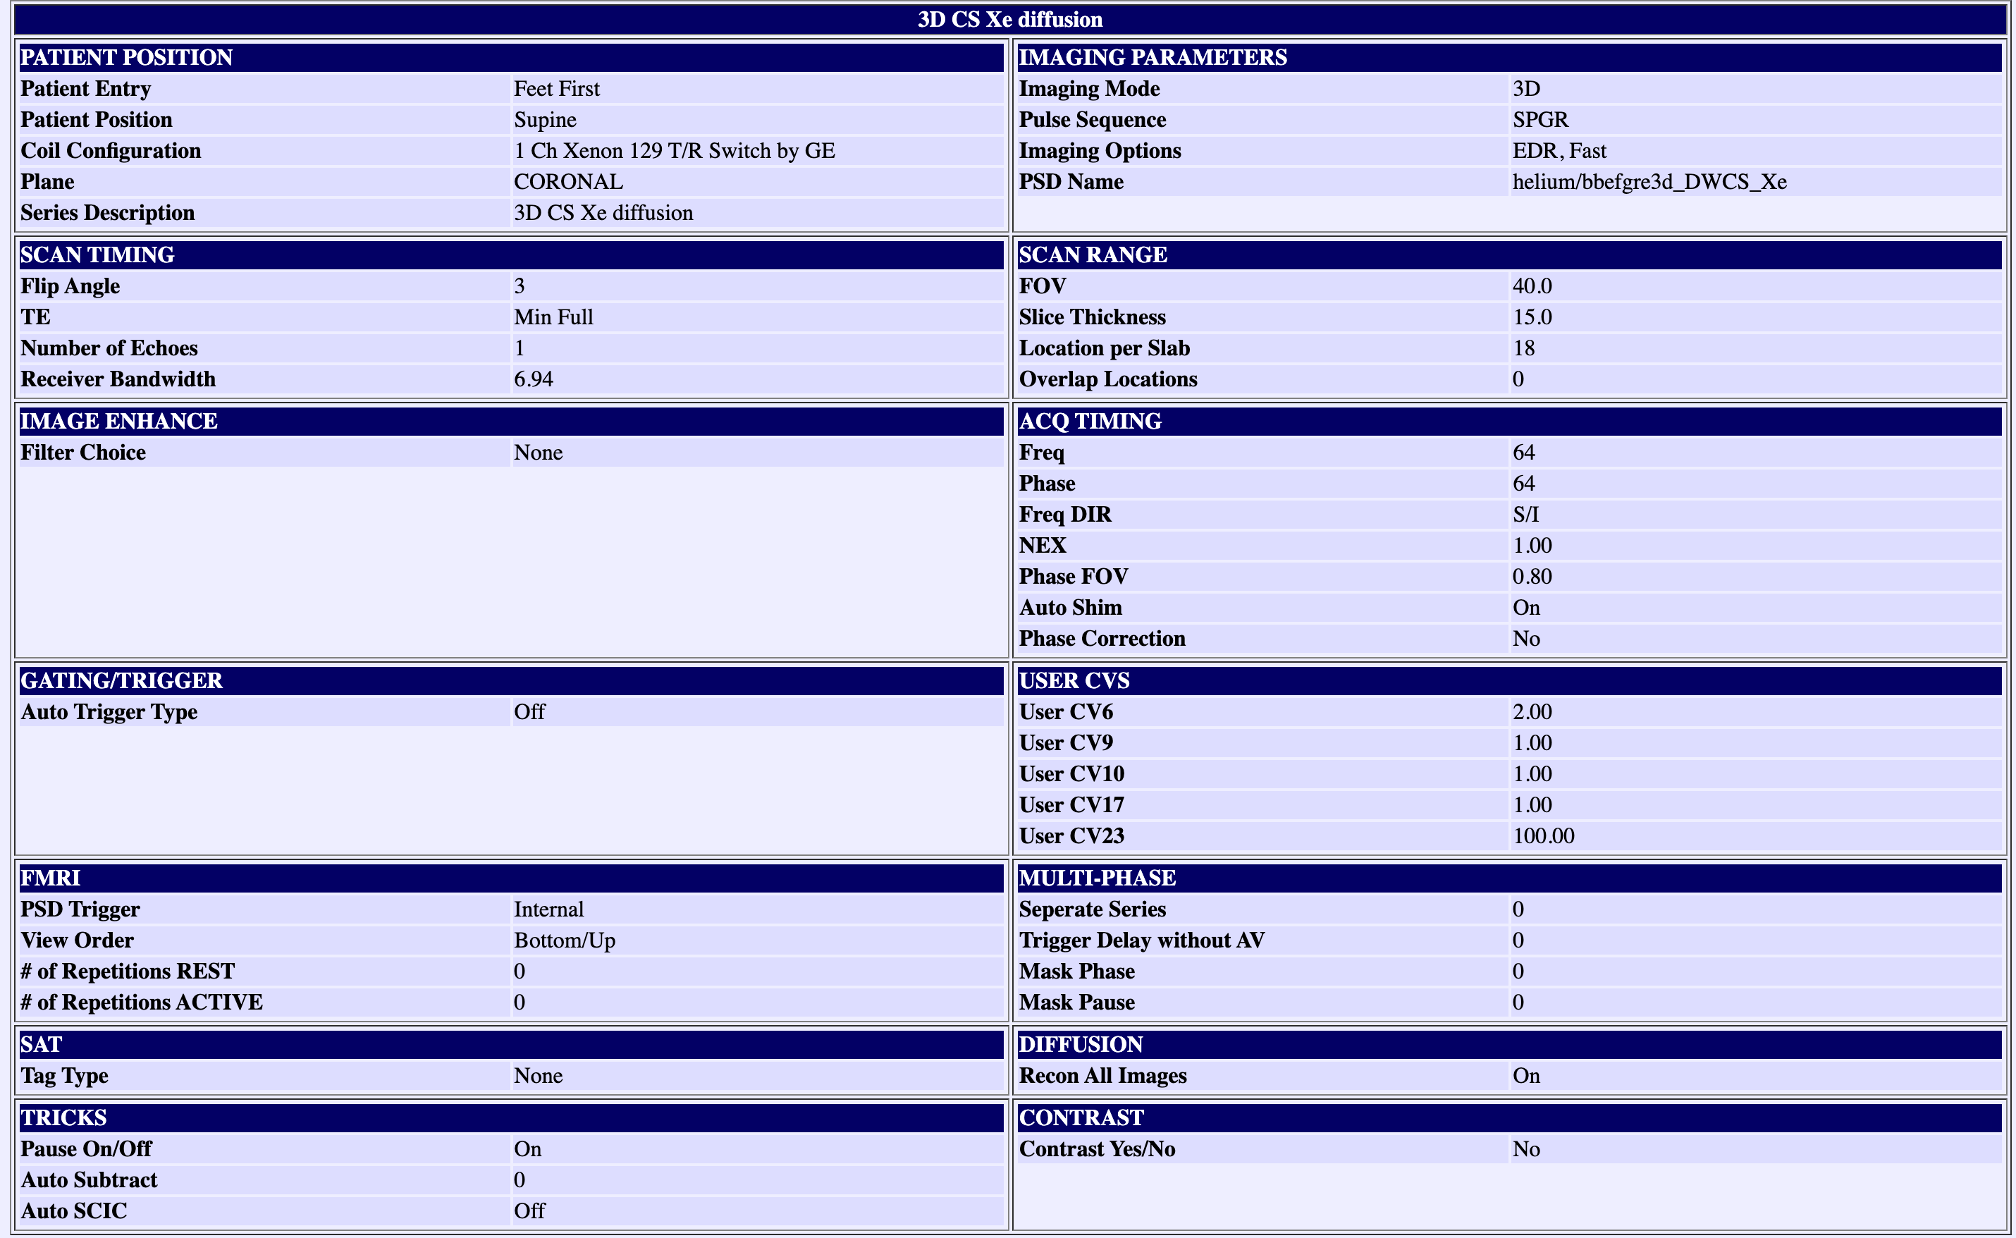 3D CS Xe diffusion
PATIENT POSITION
Patient Entry Feet First
Patient Position Supine
Coil Configuration 1 Ch Xenon 129 T/R Switch by GE
Plane CORONAL
Series Description 3D CS Xe diffusion
IMAGING PARAMETERS
Imaging Mode 3D
Pulse Sequence SPGR
Imaging Options EDR, Fast
PSD Name helium/bbefgre3d_DWCS_Xe
SCAN TIMING
Flip Angle 3
TE Min Full
Number of Echoes 1
Receiver Bandwidth 6.94
SCAN RANGE
FOV 40.0
Slice Thickness 15.0
Location per Slab 18
Overlap Locations 0
IMAGE ENHANCE
Filter Choice None
ACQ TIMING
Freq 64
Phase 64
Freq DIR S/I
NEX 1.00
Phase FOV 0.80
Auto Shim On
Phase Correction No
GATING/TRIGGER
Auto Trigger Type Off
USER CVS
User CV6 2.00
User CV9 1.00
User CV10 1.00
User CV17 1.00
User CV23 100.00
FMRI
PSD Trigger Internal
View Order Bottom/Up
# of Repetitions REST 0
# of Repetitions ACTIVE 0
MULTI-PHASE
Seperate Series 0
Trigger Delay without AV 0
Mask Phase 0
Mask Pause 0
SAT
Tag Type None
DIFFUSION
Recon All Images On
TRICKS
Pause On/Off On
Auto Subtract 0
Auto SCIC Off
CONTRAST
Contrast Yes/No No